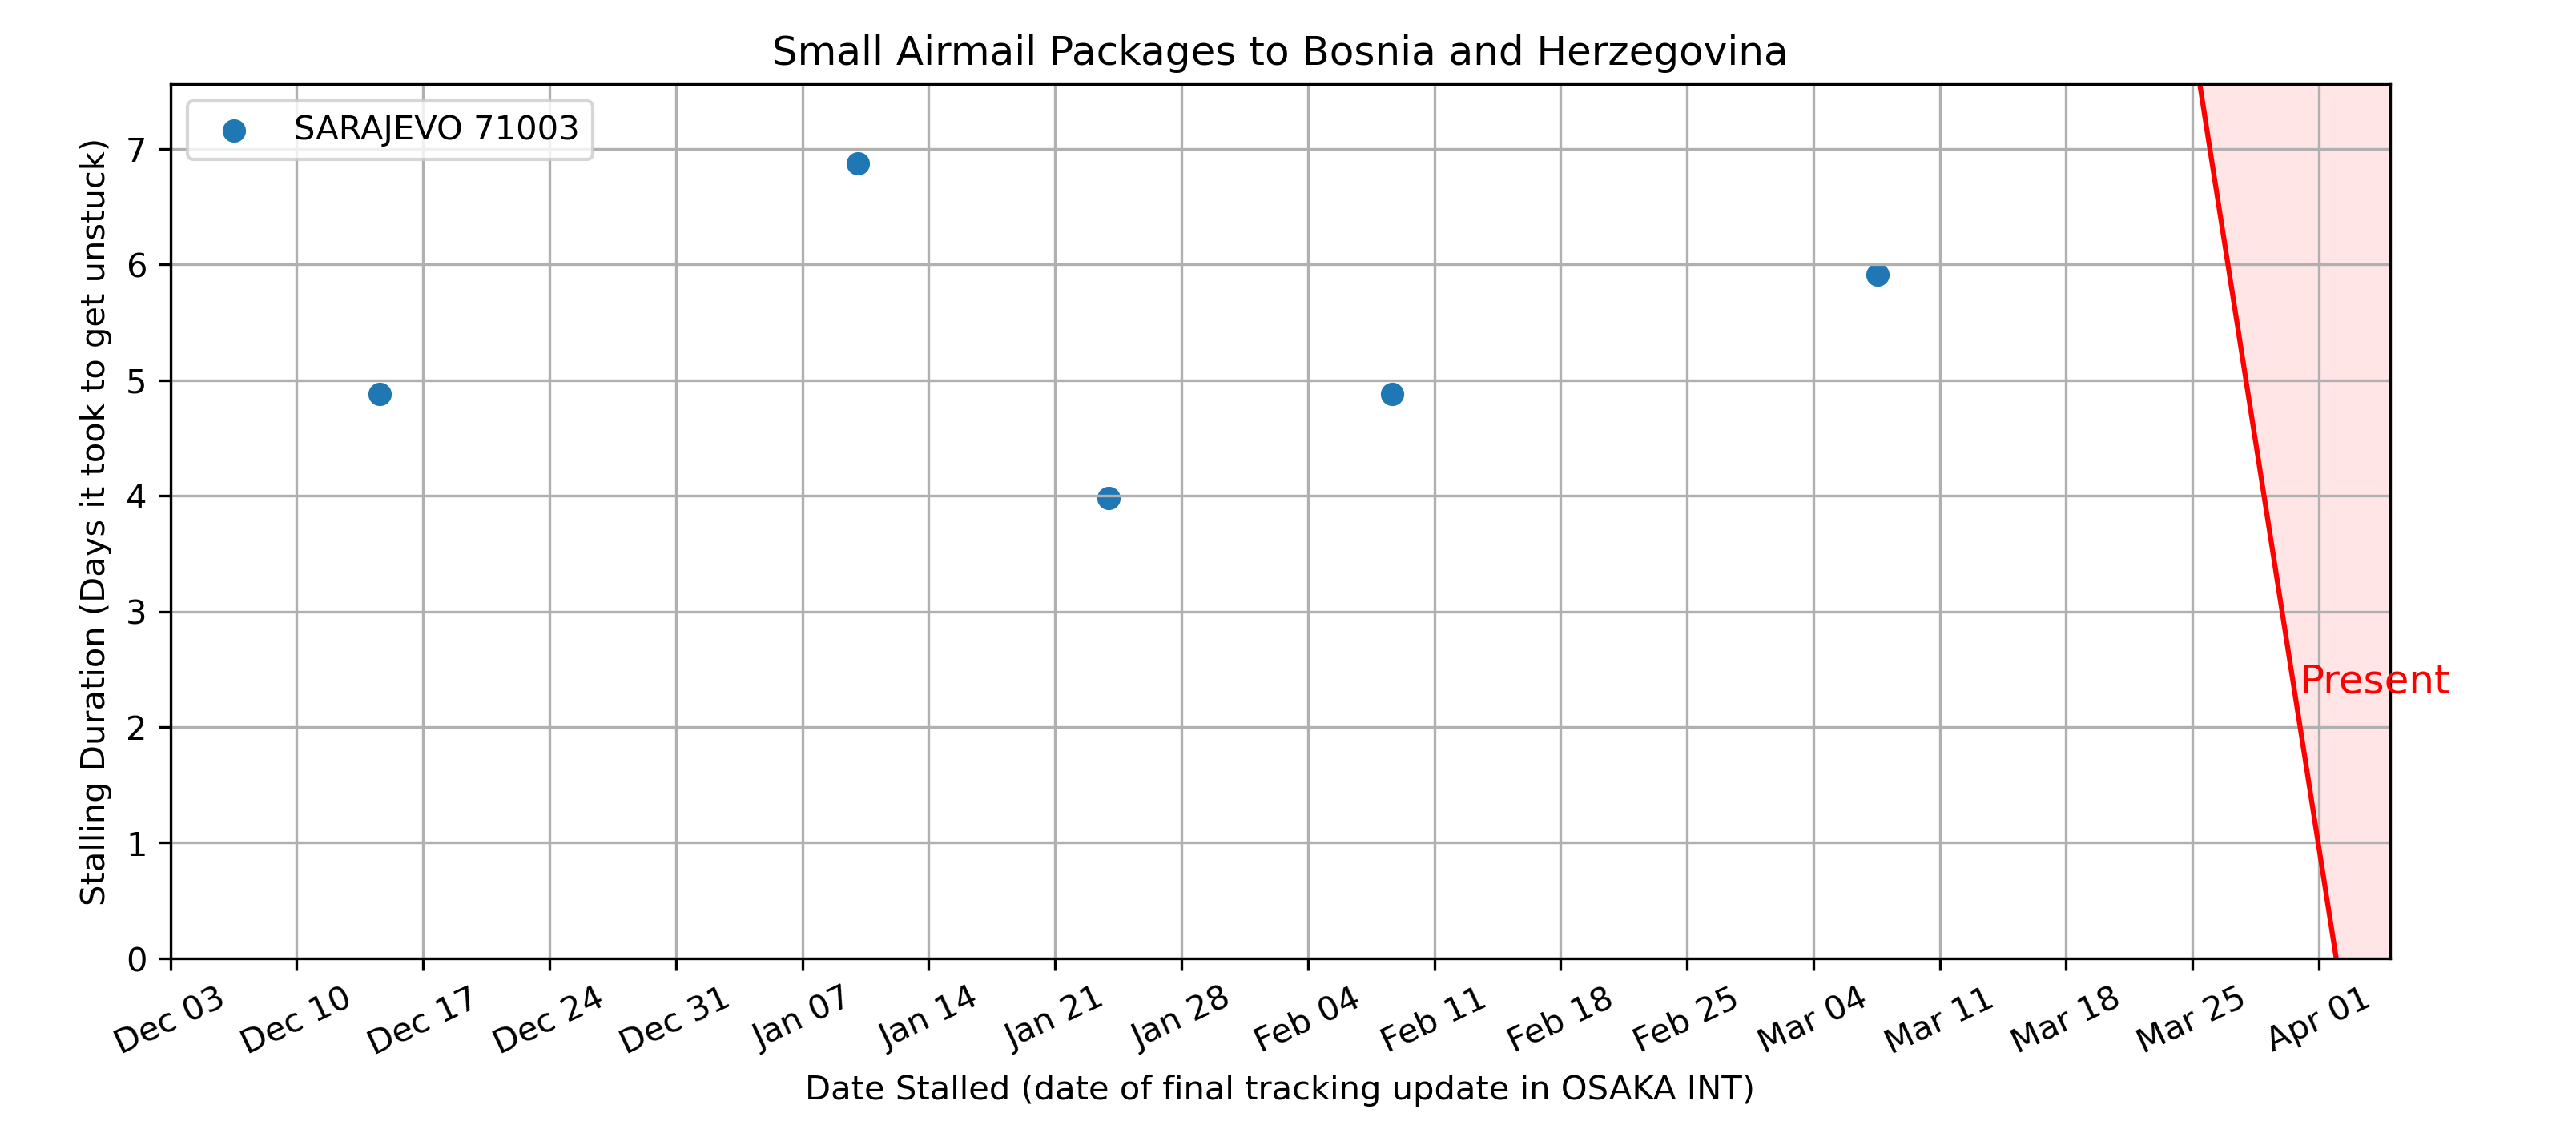 Small Airmail Packages to Bosnia and Herzegovina
SARAJEVO 71003
Stalling Duration (Days it took to get unstuck)
7
6
5
4
3
2
1
0
Present
Dec 03
Dec 10
Dec 17
Dec 24
Dec 31
Jan 07
Jan 14
Jan 21
Jan 28
Feb 04
Feb 11
Feb 18
Feb 25
Mar 04
Mar 11
Mar 18
Mar 25
Apr 01
Date Stalled (date of final tracking update in OSAKA INT)